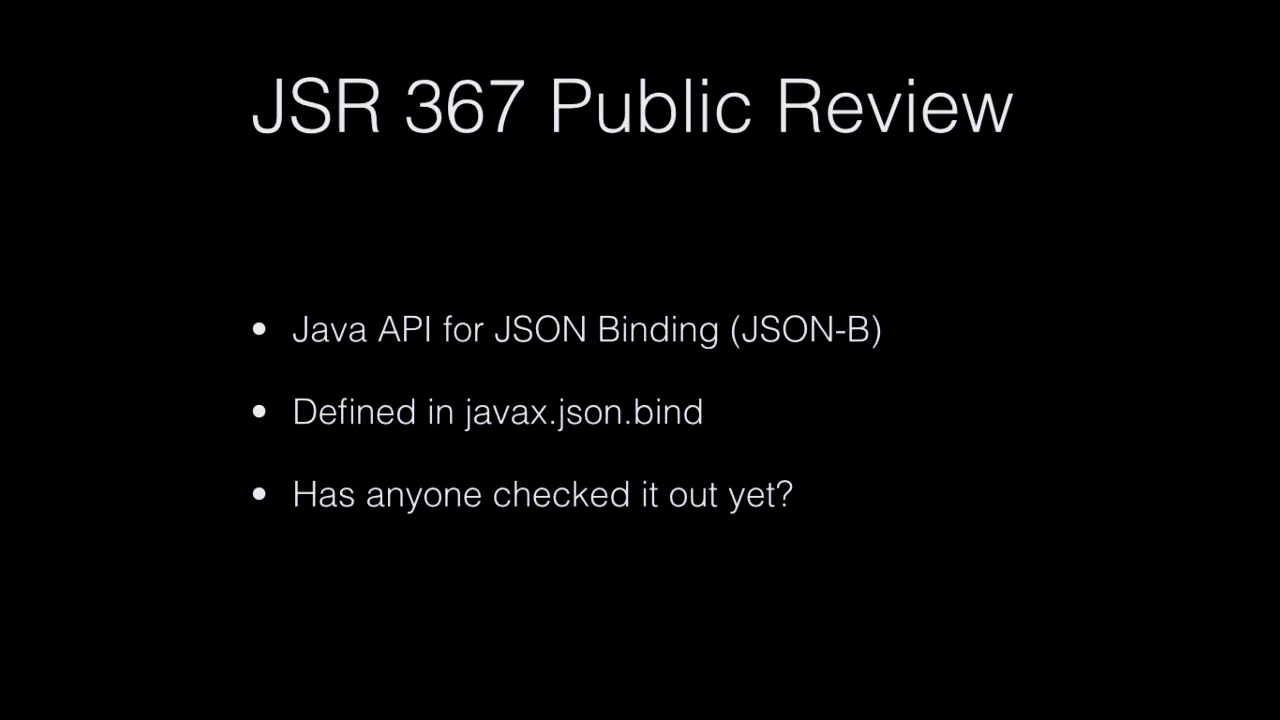 JSR 367 Public Review
• Java API for JSON Binding (JSON-B)
• Defined in javax.json.bind
• Has anyone checked it out yet?